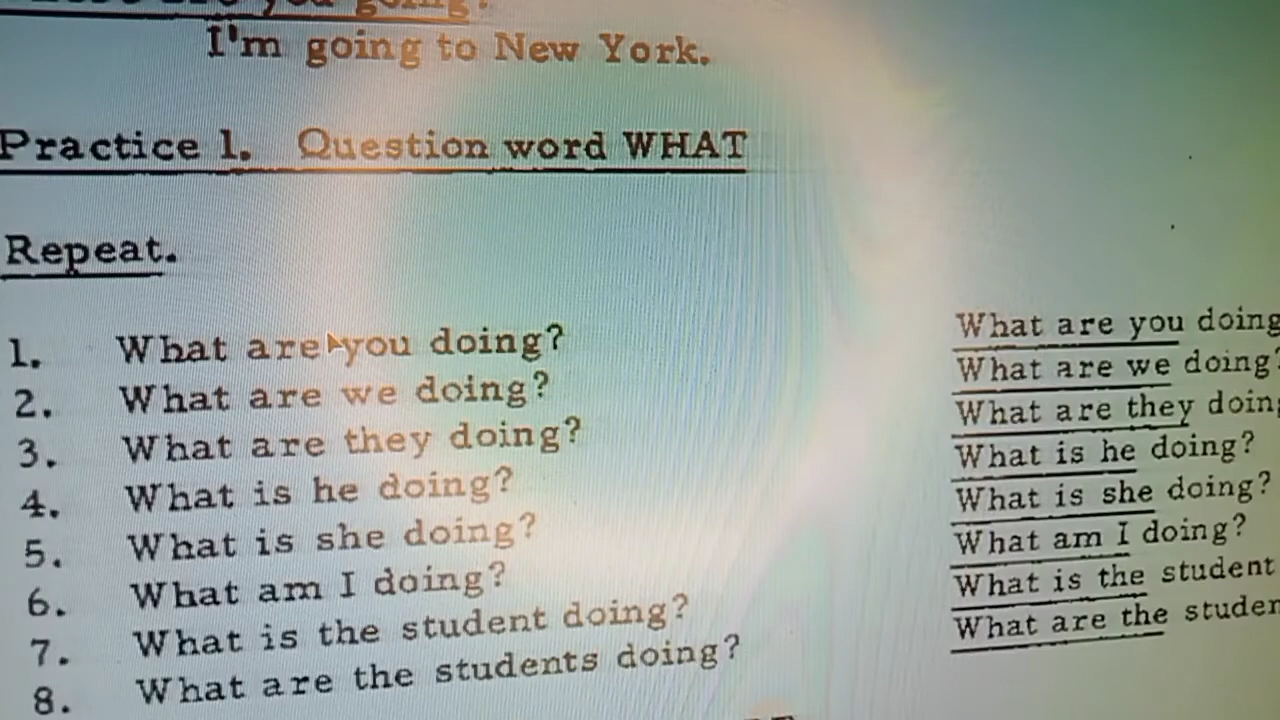 you going?
I'm going to New York.
Practice 1. Question word WHAT
Repeat.
1. What are you doing?
2. What are we doing?
3. What are they doing?
4. What is he doing?
5. What is she doing?
6. What am I doing?
7. What is the student doing?
8. What are the students doing?
What are you doing
What are we doing?
What are they doing
What is he doing?
What is she doing?
What am I doing?
What is the student
What are the